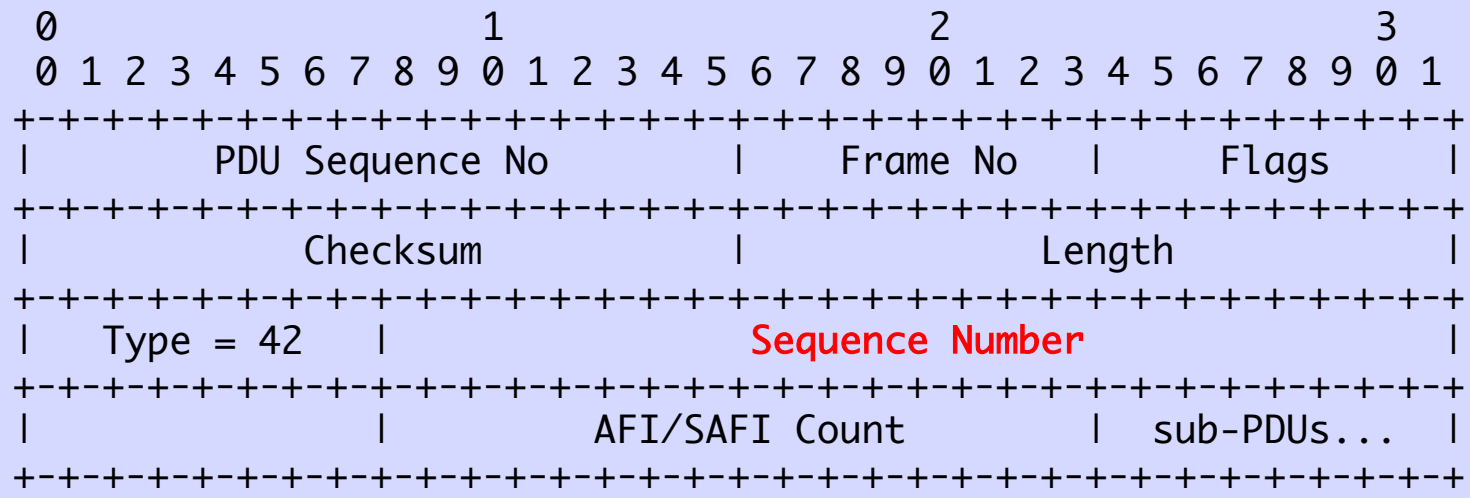 0                   1                   2                   3
0 1 2 3 4 5 6 7 8 9 0 1 2 3 4 5 6 7 8 9 0 1 2 3 4 5 6 7 8 9 0 1
+-+-+-+-+-+-+-+-+-+-+-+-+-+-+-+-+-+-+-+-+-+-+-+-+-+-+-+-+-+-+-+-+
|        PDU Sequence No        |    Frame No   |     Flags     |
+-+-+-+-+-+-+-+-+-+-+-+-+-+-+-+-+-+-+-+-+-+-+-+-+-+-+-+-+-+-+-+-+
|            Checksum           |             Length            |
+-+-+-+-+-+-+-+-+-+-+-+-+-+-+-+-+-+-+-+-+-+-+-+-+-+-+-+-+-+-+-+-+
|   Type = 42   |                Sequence Number                |
+-+-+-+-+-+-+-+-+-+-+-+-+-+-+-+-+-+-+-+-+-+-+-+-+-+-+-+-+-+-+-+-+
|               |         AFI/SAFI Count        |  sub-PDUs...  |
+-+-+-+-+-+-+-+-+-+-+-+-+-+-+-+-+-+-+-+-+-+-+-+-+-+-+-+-+-+-+-+-+